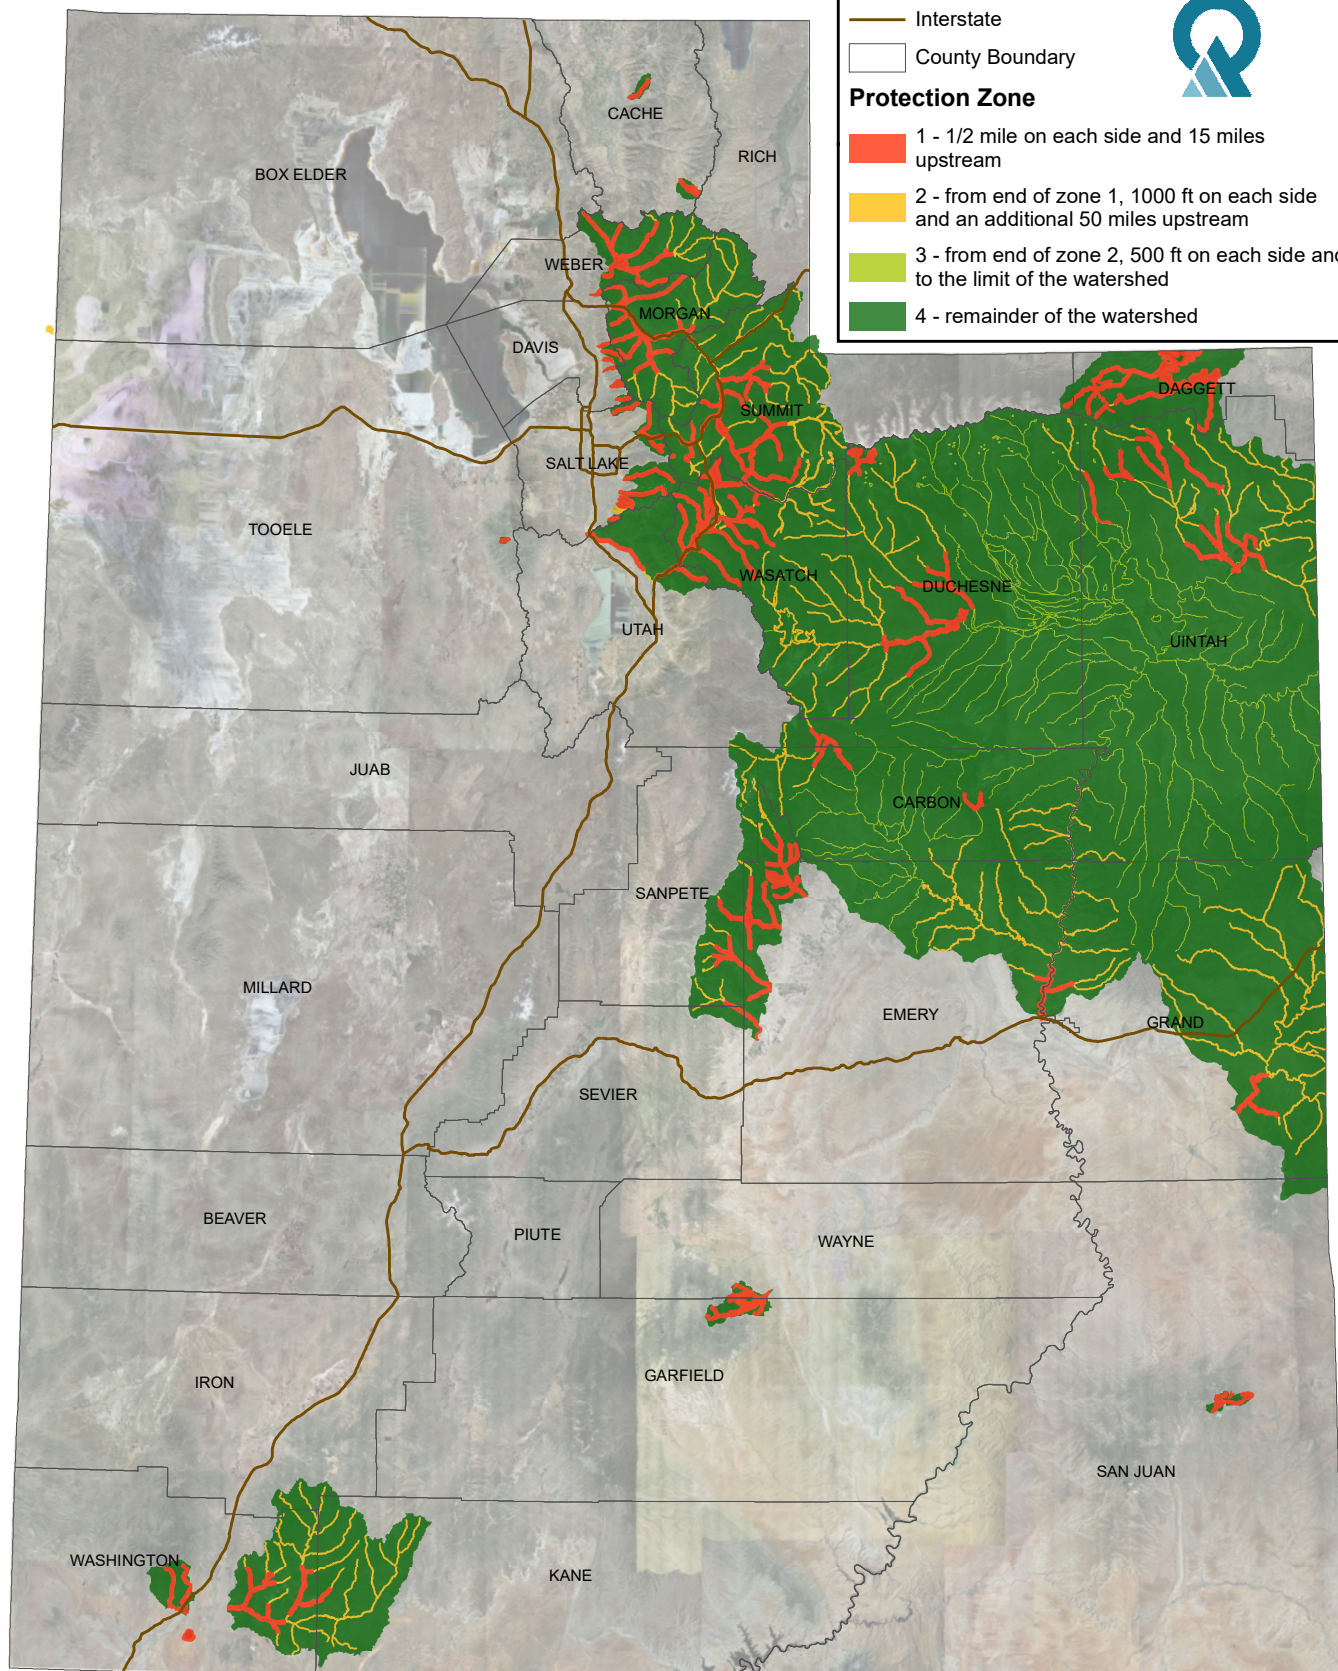 Interstate
County Boundary
Protection Zone
1 - 1/2 mile on each side and 15 miles
upstream
2 - from end of zone 1, 1000 ft on each side
and an additional 50 miles upstream
3 - from end of zone 2, 500 ft on each side and
to the limit of the watershed
4 - remainder of the watershed
CACHE
RICH
BOX ELDER
WEBER
MORGAN
DAVIS
DAGGETT
SUMMIT
SALT LAKE
TOOELE
WASATCH
DUCHESNE
UTAH
UINTAH
JUAB
CARBON
SANPETE
MILLARD
EMERY
GRAND
SEVIER
BEAVER
PIUTE
WAYNE
GARFIELD
IRON
SAN JUAN
WASHINGTON
KANE